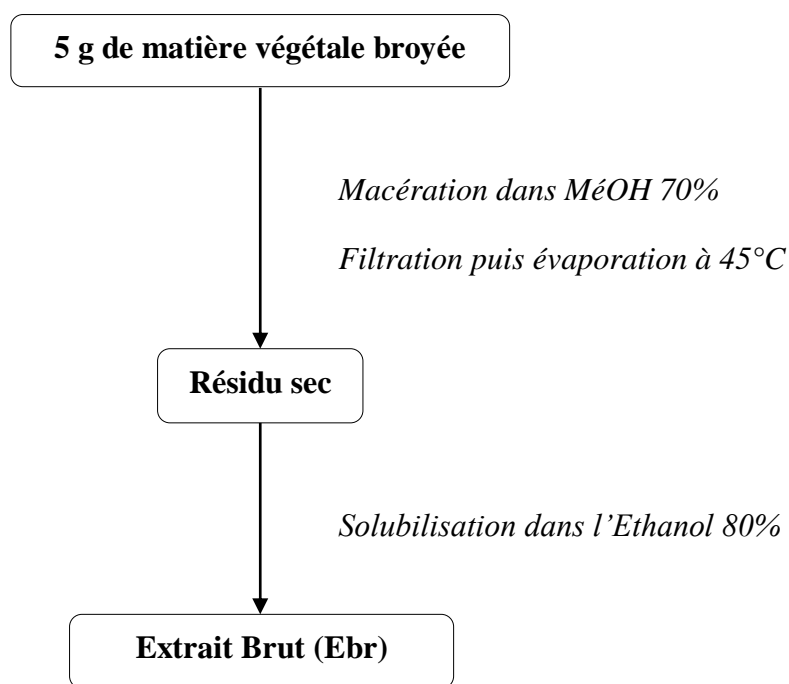 5 g de matière végétale broyée
Macération dans MéOH 70%
Filtration puis évaporation à 45°C
Résidu sec
Solubilisation dans l’Ethanol 80%
Extrait Brut (Ebr)